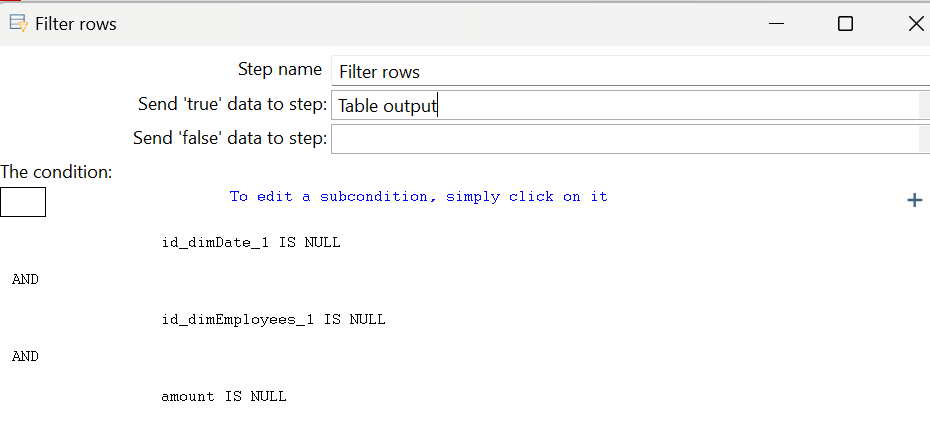 Filter rows
Step name Filter rows
Send 'true' data to step: Table output
Send 'false' data to step:
The condition:
To edit a subcondition, simply click on it
id_dimDate_1 IS NULL
AND
id_dimEmployees_1 IS NULL
AND
amount IS NULL